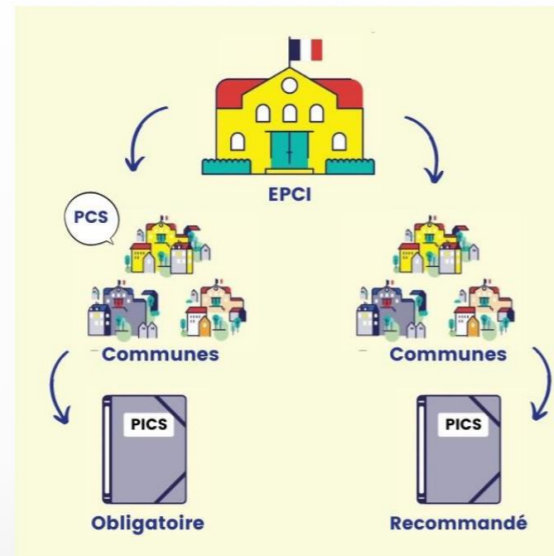 EPCI
PCS
Communes
Communes
PICS
PICS
Obligatoire
Recommandé